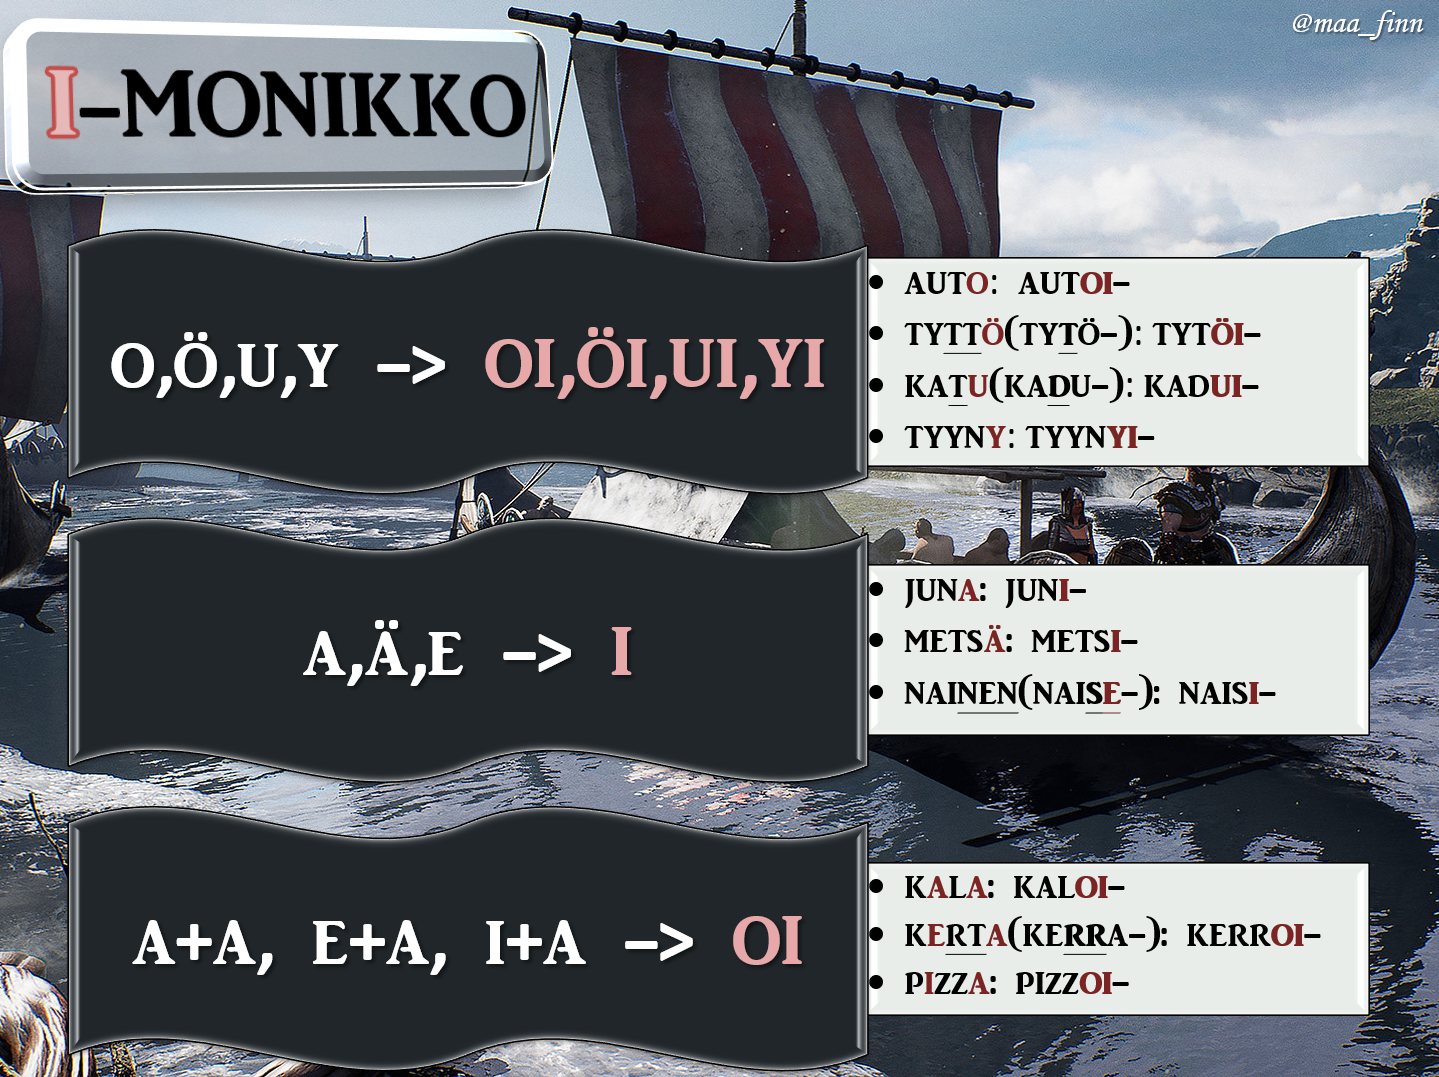 @maa_finn
I–MONIKKO
O,Ö,U,Y –> OI,ÖI,UI,YI
• AUTO: AUTOI–
• TYTTÖ(TYTÖ–): TYTÖI–
• KATU(KADU–): KADUI–
• TYYNY: TYYNYI–
A,Ä,E –> I
• JUNA: JUNI–
• METSÄ: METSI–
• NAINEN(NAISE–): NAISI–
A+A, E+A, I+A –> OI
• KALA: KALOI–
• KERTA(KERRA–): KERROI–
• PIZZA: PIZZOI–